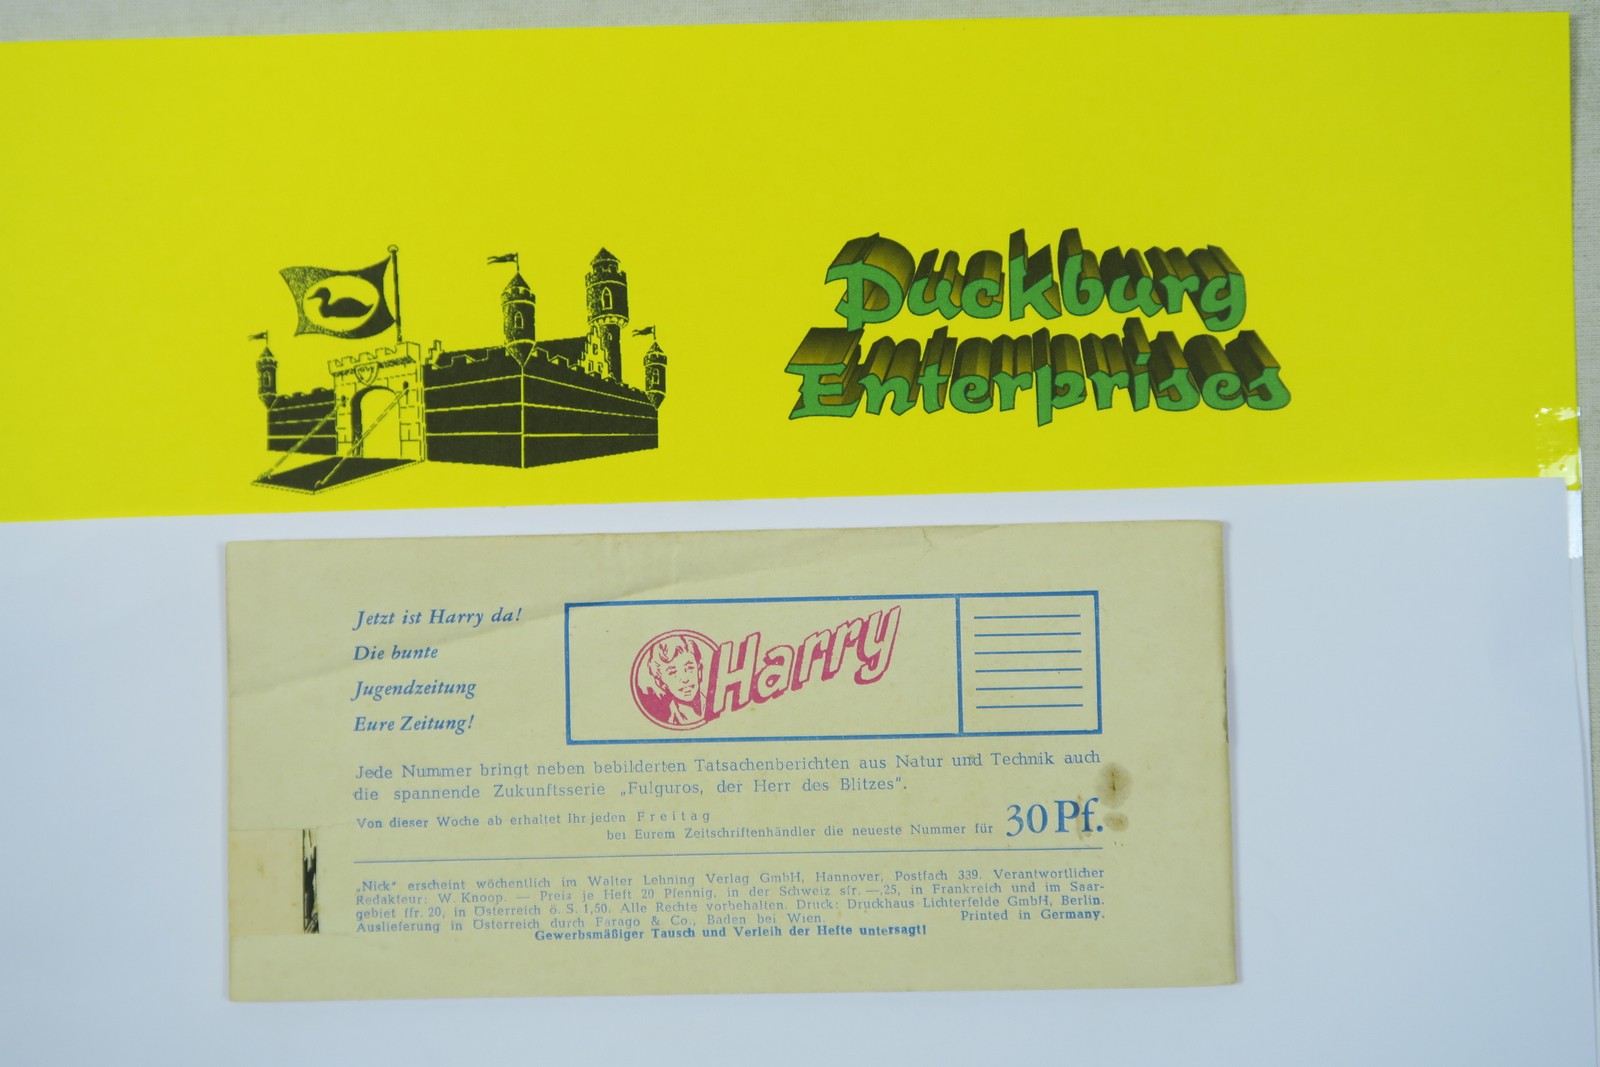 Duckburg
Enterprises
Jetzt ist Harry da!
Die bunte
Jugendzeitung
Eure Zeitung!
Harry
Jede Nummer bringt neben bebilderten Tatsachenberichten aus Natur und Technik auch
die spannende Zukunftsserie „Fulguros, der Herr des Blitzes".
Von dieser Woche ab erhaltet Ihr jeden Freitag
bei Eurem Zeitschriftenhändler die neueste Nummer für 30 Pf.
„Nick" erscheint wöchentlich im Walter Lehning Verlag GmbH, Hannover, Postfach 339. Verantwortlicher
Redakteur: W. Knoop. — Preis je Heft 20 Pfennig, in der Schweiz sfr. —,25, in Frankreich und im Saar-
gebiet ffr. 20, in Österreich ö. S. 1,50. Alle Rechte vorbehalten. Druck: Druckhaus Lichterfelde GmbH, Berlin.
Auslieferung in Österreich durch Farago & Co., Baden bei Wien. Printed in Germany.
Gewerbsmäßiger Tausch und Verleih der Hefte untersagt!